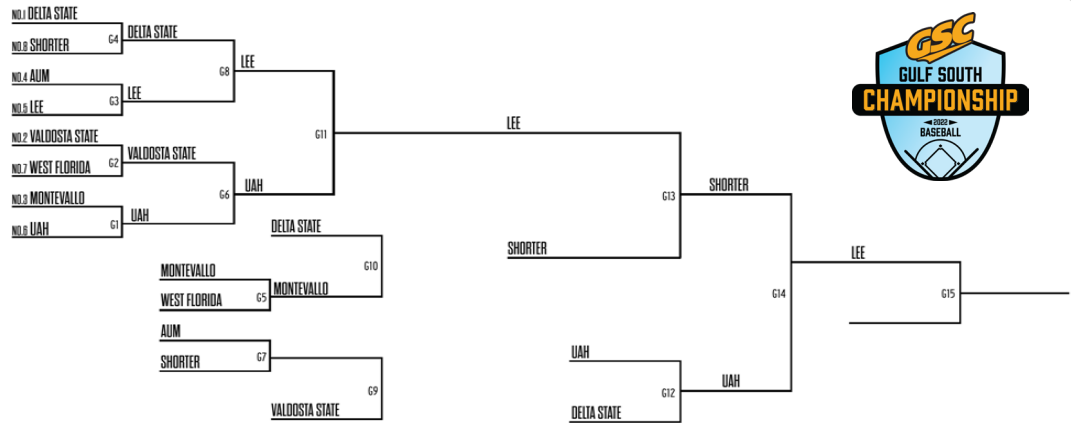 NO.1 DELTA STATE
NO.8 SHORTER
G4
DELTA STATE
NO.4 AUM
NO.5 LEE
G3
LEE
G8
LEE
NO.2 VALDOSTA STATE
NO.7 WEST FLORIDA
G2
VALDOSTA STATE
NO.3 MONTEVALLO
NO.6 UAH
G1
UAH
G6
UAH
G11
LEE
DELTA STATE
MONTEVALLO
WEST FLORIDA
G5
MONTEVALLO
G10
AUM
SHORTER
G7
VALDOSTA STATE
G9
SHORTER
G13
SHORTER
UAH
DELTA STATE
G12
UAH
G14
LEE
G15
GSC
GULF SOUTH
CHAMPIONSHIP
2022
BASEBALL